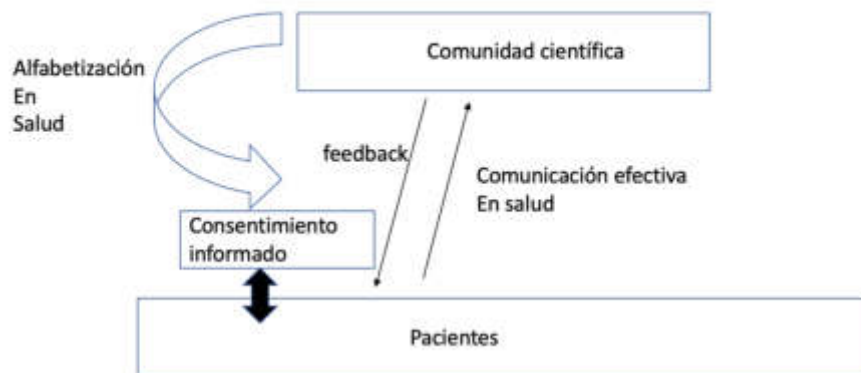 Comunidad científica
Alfabetización
En
Salud
feedback
Comunicación efectiva
En salud
Consentimiento
informado
Pacientes